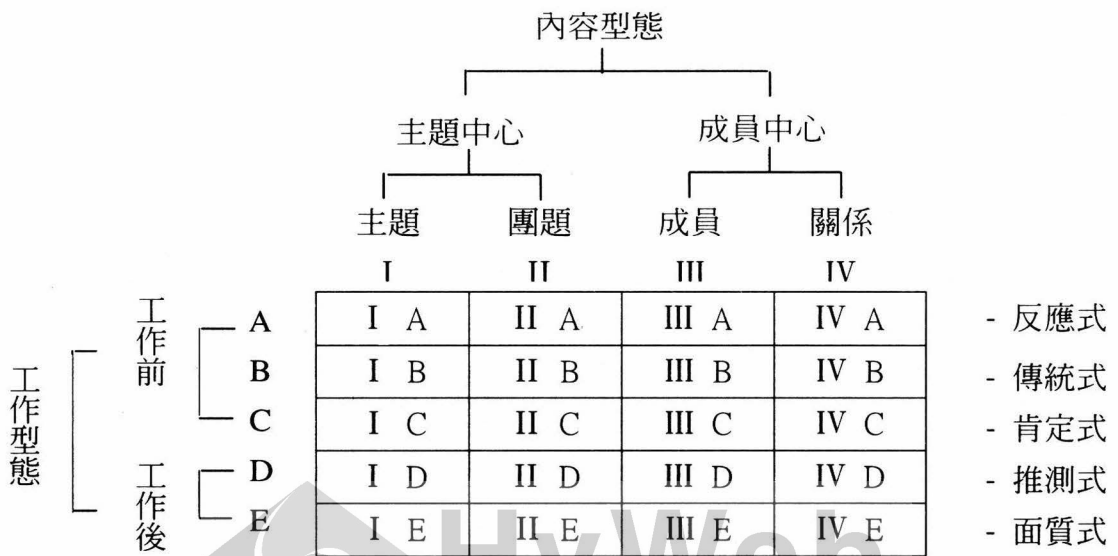 內容型態
主題中心 成員中心
主題 團題 成員 關係
I II III IV
工作型態
工作前
工作後
A I A II A III A IV A - 反應式
B I B II B III B IV B - 傳統式
C I C II C III C IV C - 肯定式
D I D II D III D IV D - 推測式
E I E II E III E IV E - 面質式
HyWeb